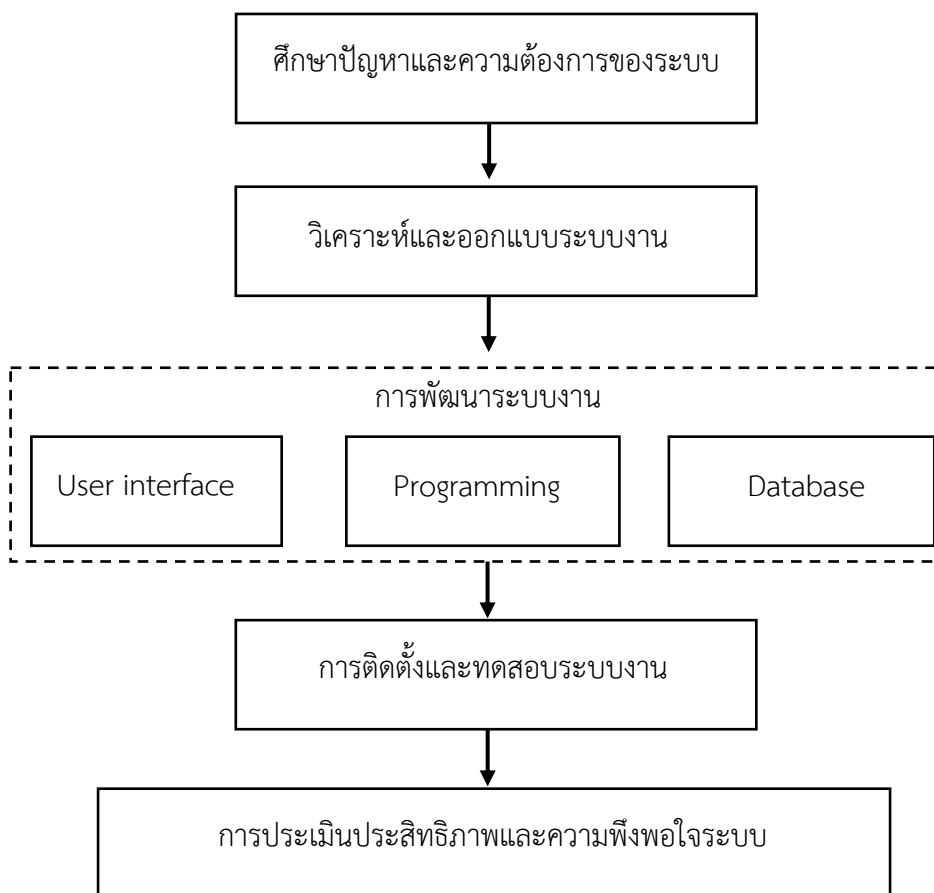 ศึกษาปัญหาและความต้องการของระบบ
วิเคราะห์และออกแบบระบบงาน
การพัฒนาระบบงาน
User interface
Programming
Database
การติดตั้งและทดสอบระบบงาน
การประเมินประสิทธิภาพและความพึงพอใจระบบ